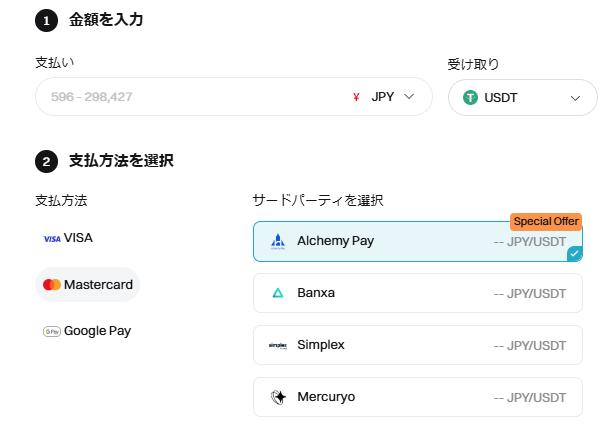 1 金額を入力
支払い
受け取り
596 - 298,427 ¥ JPY
USDT
2 支払方法を選択
支払方法
サードパーティを選択
VISA VISA
Mastercard
G Pay Google Pay
Special Offer
Alchemy Pay -- JPY/USDT
Banxa -- JPY/USDT
simplex Simplex -- JPY/USDT
Mercuryo -- JPY/USDT